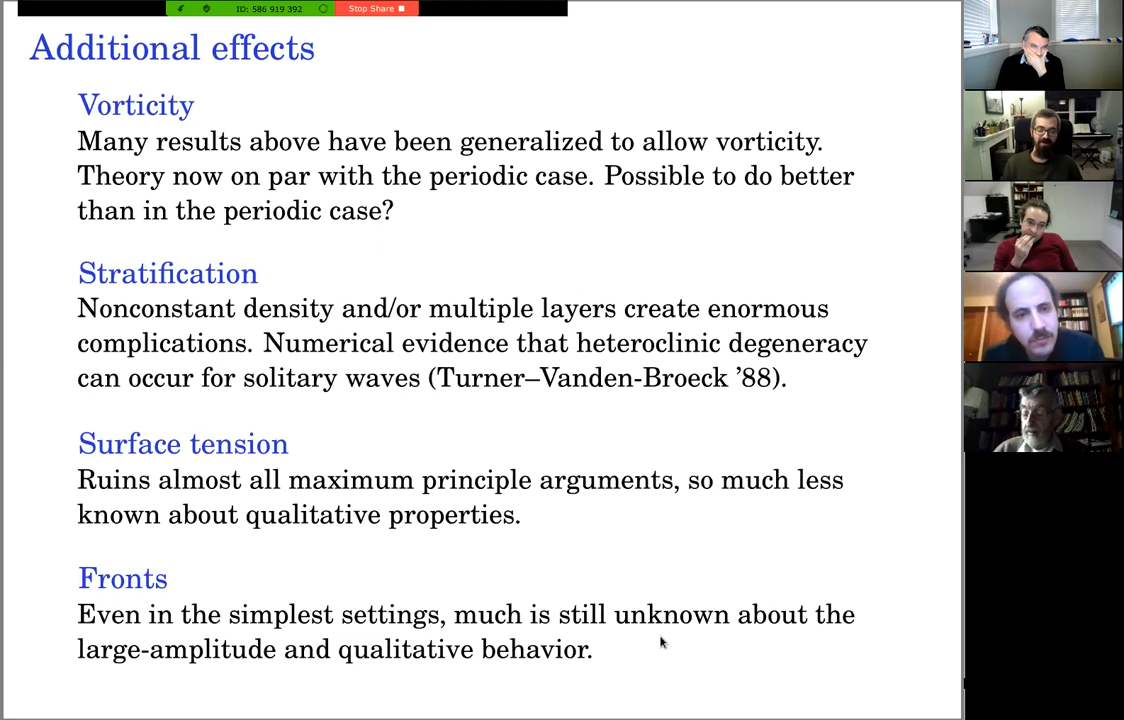 ID: 586 919 392
Stop Share
Additional effects
Vorticity
Many results above have been generalized to allow vorticity.
Theory now on par with the periodic case. Possible to do better
than in the periodic case?
Stratification
Nonconstant density and/or multiple layers create enormous
complications. Numerical evidence that heteroclinic degeneracy
can occur for solitary waves (Turner–Vanden-Broeck ’88).
Surface tension
Ruins almost all maximum principle arguments, so much less
known about qualitative properties.
Fronts
Even in the simplest settings, much is still unknown about the
large-amplitude and qualitative behavior.